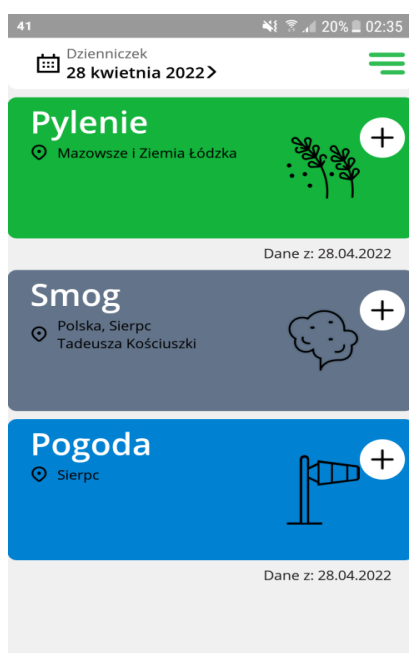 41
20% 02:35
Dzienniczek
28 kwietnia 2022
Pylenie
Mazowsze i Ziemia Łódzka
Dane z: 28.04.2022
Smog
Polska, Sierpc
Tadeusza Kościuszki
Pogoda
Sierpc
Dane z: 28.04.2022